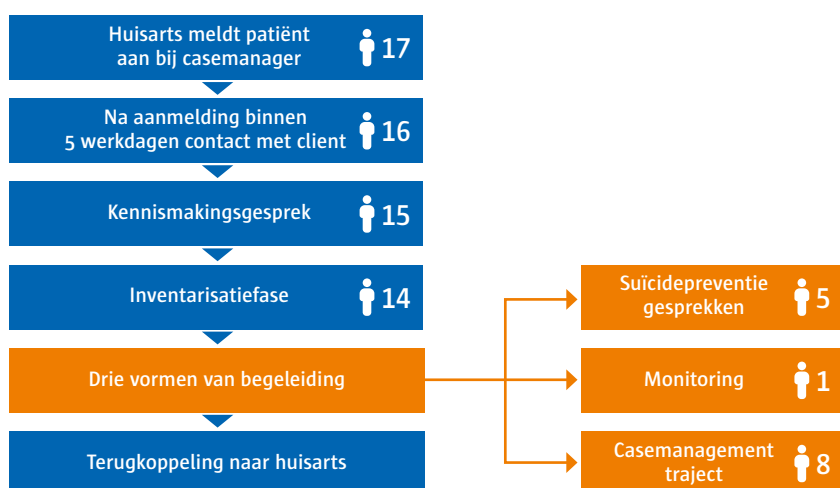 Huisarts meldt patiënt
aan bij casemanager
17
Na aanmelding binnen
5 werkdagen contact met client
16
Kennismakingsgesprek
15
Inventarisatiefase
14
Drie vormen van begeleiding
Terugkoppeling naar huisarts
Suïcidepreventie
gesprekken
5
Monitoring
1
Casemanagement
traject
8